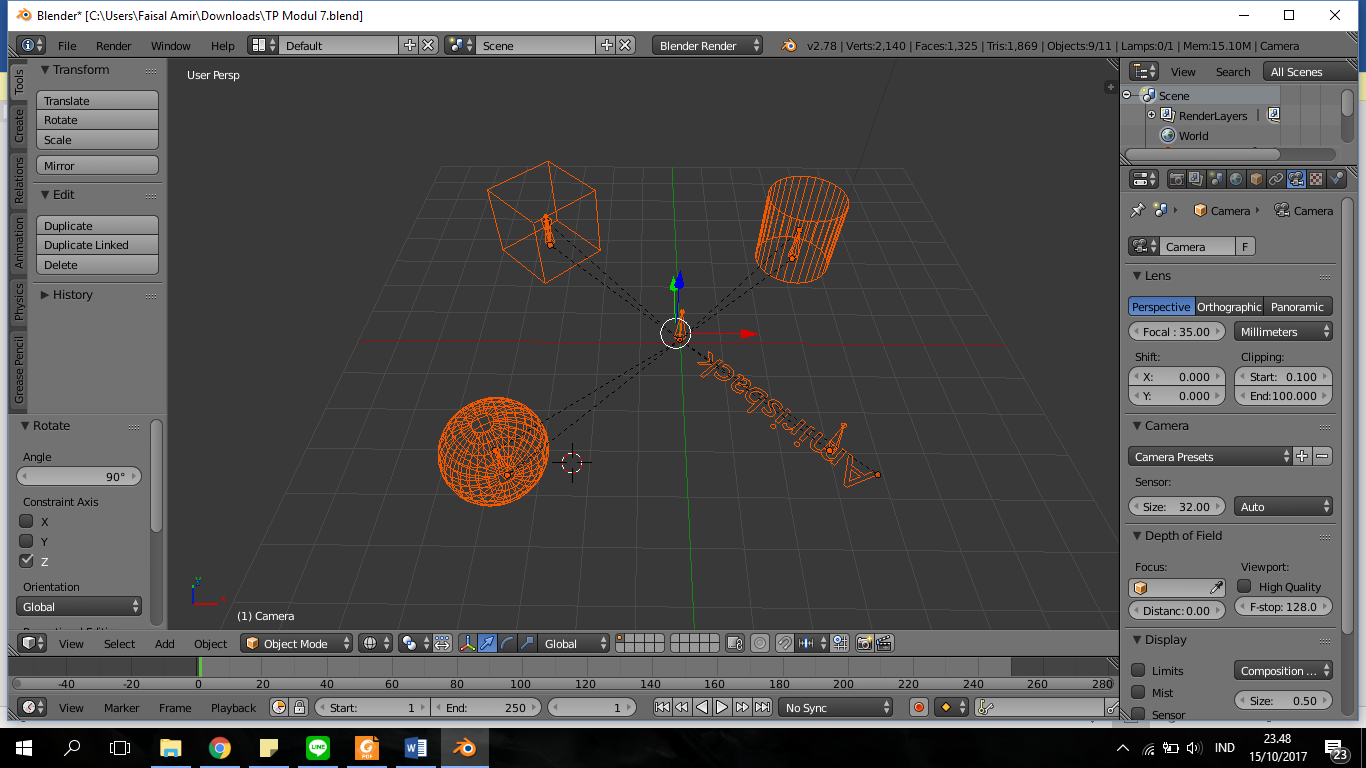 Blender* [C:\Users\Faisal Amir\Downloads\TP Modul 7.blend]
File Render Window Help Default Scene Blender Render v2.78 | Verts:2,140 | Faces:1,325 | Tris:1,869 | Objects:9/11 | Lamps:0/1 | Mem:15.10M | Camera
Tools
Create
Relations
Animation
Physics
Grease Pencil
Transform
Translate
Rotate
Scale
Mirror
Edit
Duplicate
Duplicate Linked
Delete
History
Rotate
Angle
90°
Constraint Axis
X
Y
Z
Orientation
Global
User Persp
(1) Camera
View Select Add Object Object Mode Global
-40 -20 0 20 40 60 80 100 120 140 160 180 200 220 240 260 280
View Marker Frame Playback Start: 1 End: 250 1 No Sync
View Search All Scenes
Scene
RenderLayers
World
Camera Camera
Camera F
Lens
Perspective Orthographic Panoramic
Focal : 35.00 Millimeters
Shift: Clipping:
X: 0.000 Start: 0.100
Y: 0.000 End:100.000
Camera
Camera Presets
Sensor:
Size: 32.00 Auto
Depth of Field
Focus: Viewport:
High Quality
Distanc: 0.00 F-stop: 128.0
Display
Limits Composition ...
Mist
Size: 0.50
Sensor
IND
23.48
15/10/2017
23